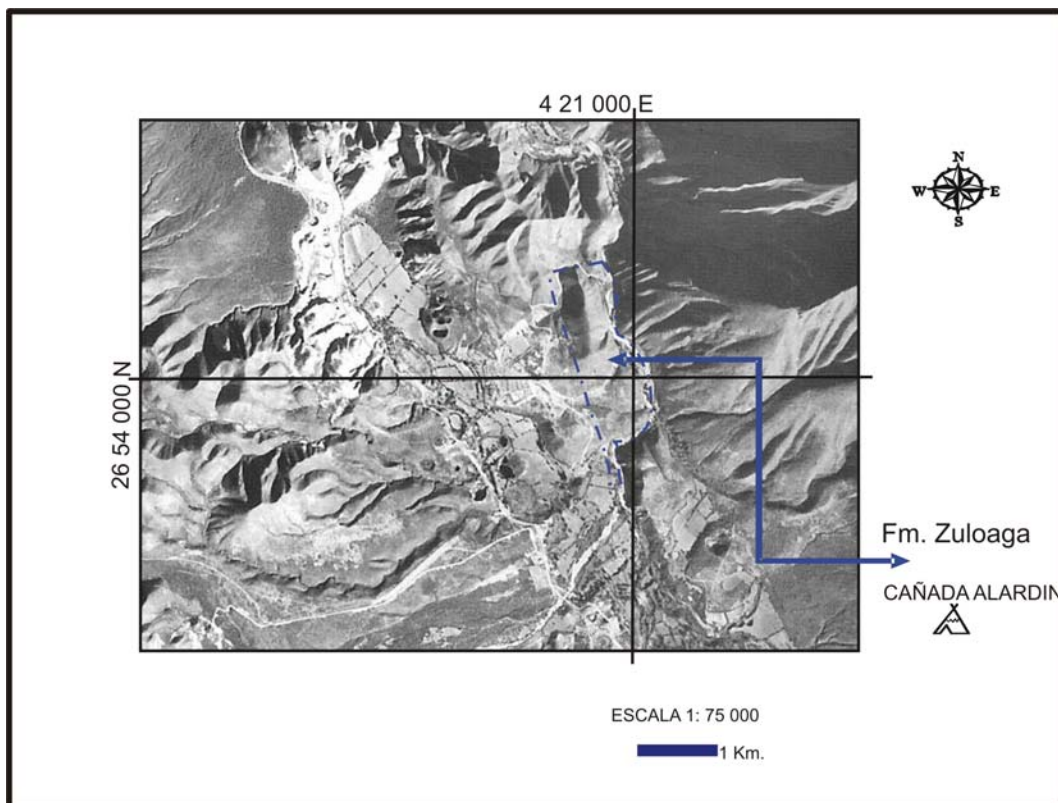 4 21 000 E
N
W E
S
26 54 000 N
Fm. Zuloaga
CAÑADA ALARDIN
ESCALA 1: 75 000
1 Km.